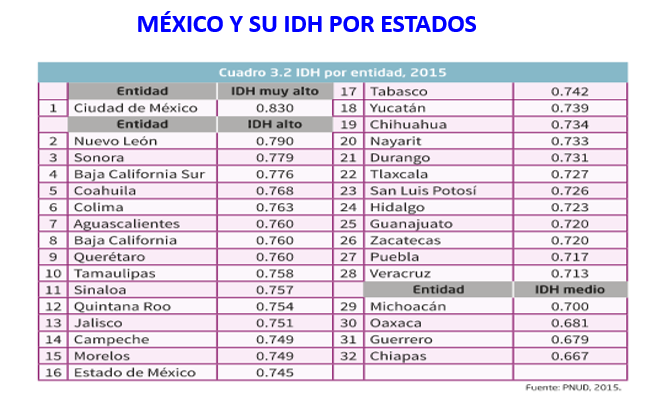 MÉXICO Y SU IDH POR ESTADOS
Cuadro 3.2 IDH por entidad, 2015
Entidad IDH muy alto
1 Ciudad de México 0.830
Entidad IDH alto
2 Nuevo León 0.790
3 Sonora 0.779
4 Baja California Sur 0.776
5 Coahuila 0.768
6 Colima 0.763
7 Aguascalientes 0.760
8 Baja California 0.760
9 Querétaro 0.760
10 Tamaulipas 0.758
11 Sinaloa 0.757
12 Quintana Roo 0.754
13 Jalisco 0.751
14 Campeche 0.749
15 Morelos 0.749
16 Estado de México 0.745
17 Tabasco 0.742
18 Yucatán 0.739
19 Chihuahua 0.734
20 Nayarit 0.733
21 Durango 0.731
22 Tlaxcala 0.727
23 San Luis Potosí 0.726
24 Hidalgo 0.723
25 Guanajuato 0.720
26 Zacatecas 0.720
27 Puebla 0.717
28 Veracruz 0.713
Entidad IDH medio
29 Michoacán 0.700
30 Oaxaca 0.681
31 Guerrero 0.679
32 Chiapas 0.667
Fuente: PNUD, 2015.